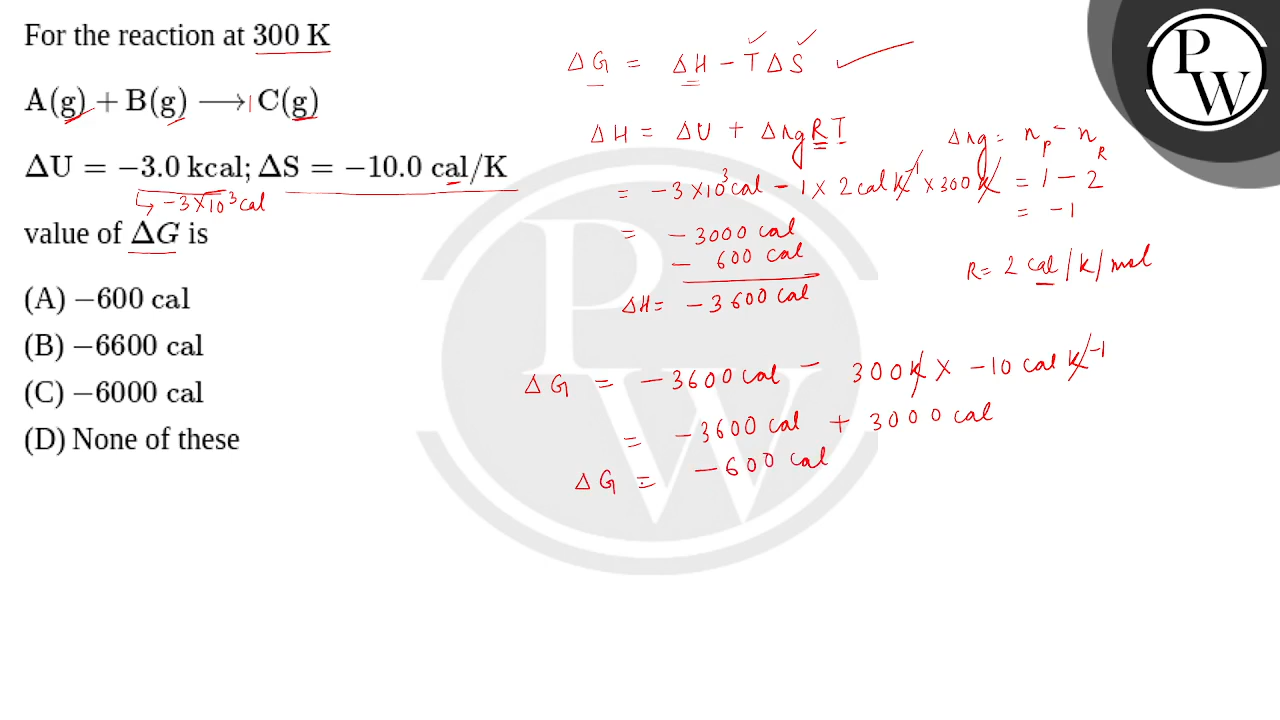 For the reaction at 300 K
A(g) + B(g) ⟶ C(g)
ΔU = −3.0 kcal; ΔS = −10.0 cal/K
↳ −3×10³ cal
value of ΔG is
(A) −600 cal
(B) −6600 cal
(C) −6000 cal
(D) None of these
ΔG = ΔH − TΔS
ΔH = ΔU + Δng RT
= −3×10³ cal − 1 × 2 cal K⁻¹ × 300 K
= −3000 cal
− 600 cal
ΔH = −3600 cal
Δng = nP − nR
= 1 − 2
= −1
R = 2 cal/K/mol
ΔG = −3600 cal − 300 K × −10 cal K⁻¹
= −3600 cal + 3000 cal
ΔG = −600 cal
P
W
P
W